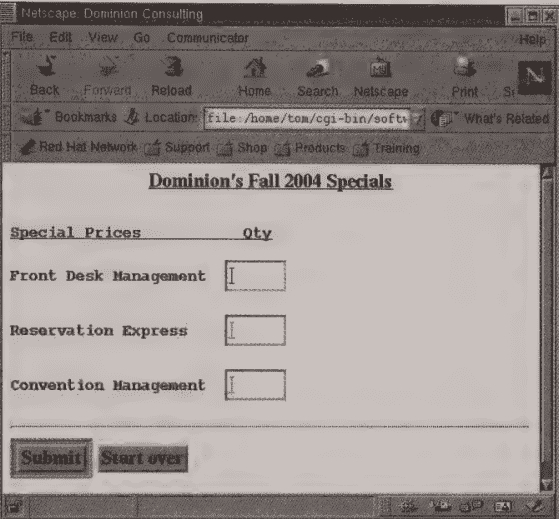 Netscape: Dominion Consulting
File Edit View Go Communicator Help
Back Forward Reload Home Search Netscape Print
Bookmarks Location: file:/home/tom/cgi-bin/softw What's Related
Red Hat Network Support Shop Products Training
Dominion's Fall 2004 Specials
Special Prices Qty
Front Desk Management
Reservation Express
Convention Management
Submit Start over